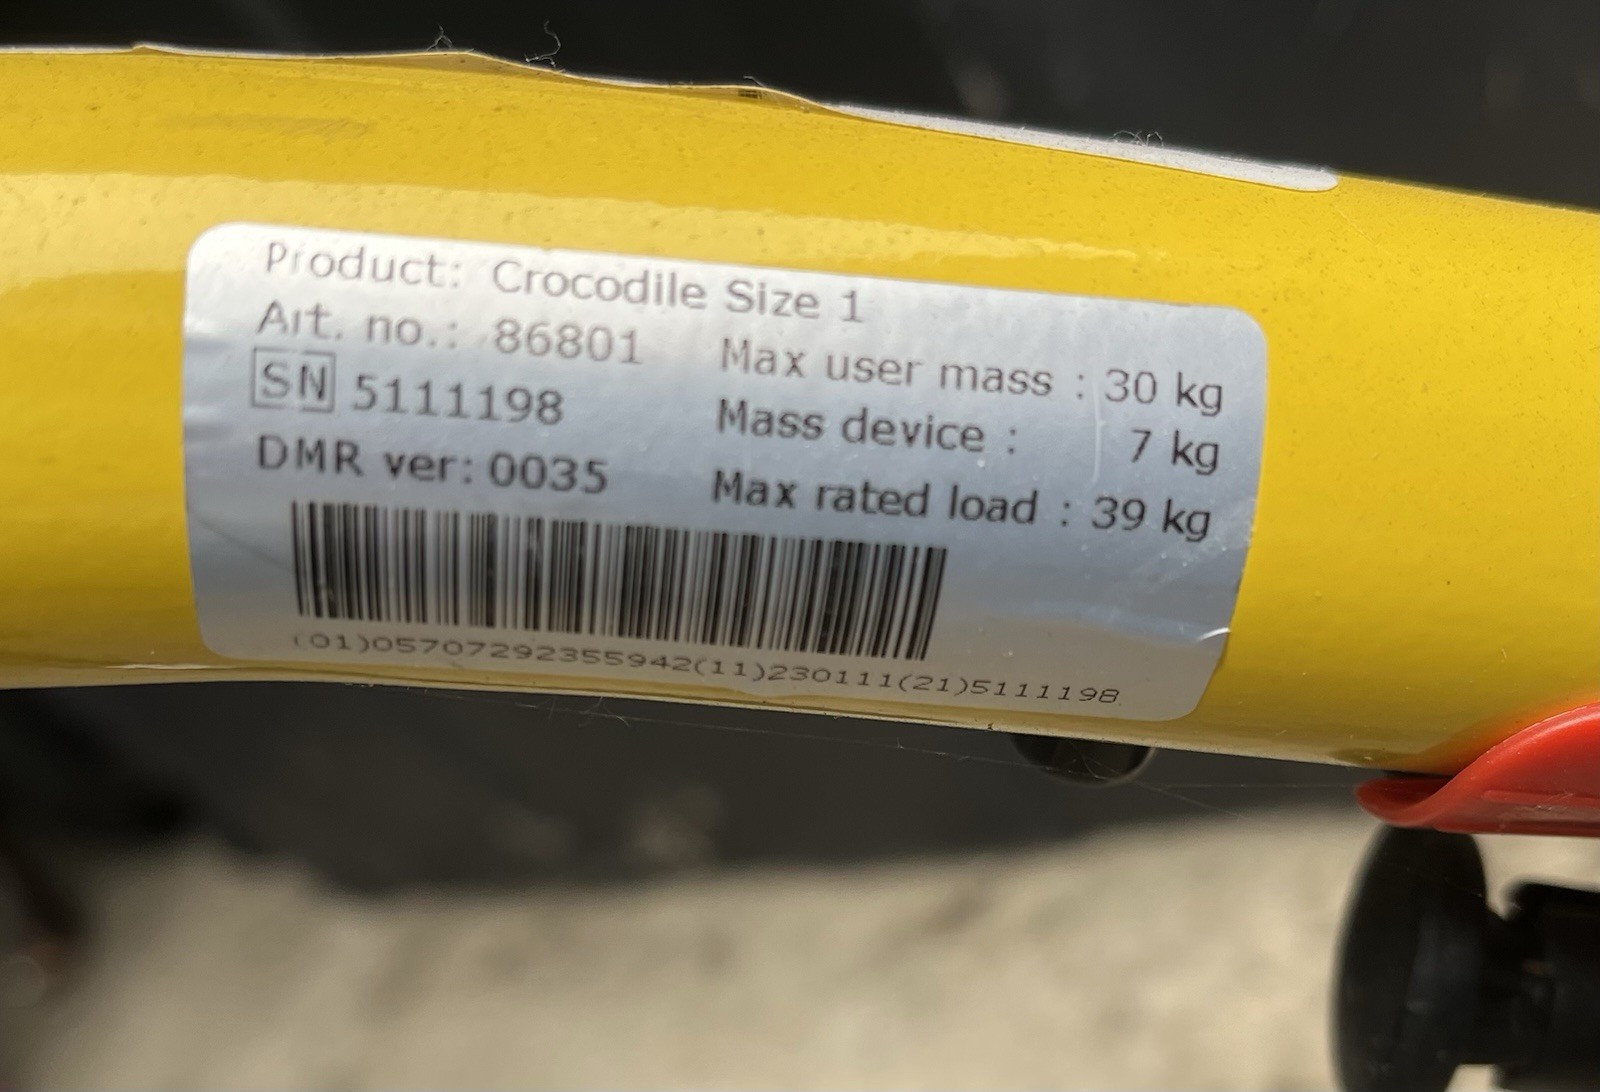 Product: Crocodile Size 1
Art. no.: 86801
SN 5111198
DMR ver: 0035
Max user mass : 30 kg
Mass device : 7 kg
Max rated load : 39 kg
(01)05707292355942(11)230111(21)5111198